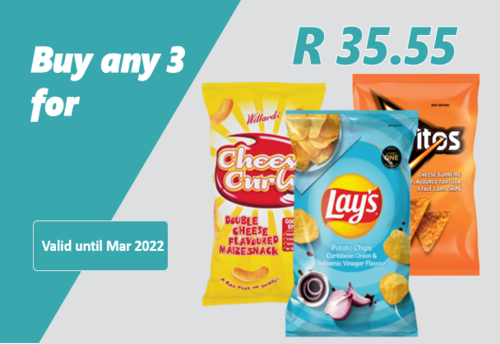 Buy any 3
for
R 35.55
Valid until Mar 2022
Willards
Cheese
Curls
DOUBLE
CHEESE
FLAVOURED
MAIZE SNACK
Lay's
Potato Chips
Caribbean Onion &
Balsamic Vinegar Flavour
ONE
itos
CHEESE SUPREME
FLAVOURED TORTILLA
STYLE CORN CHIPS